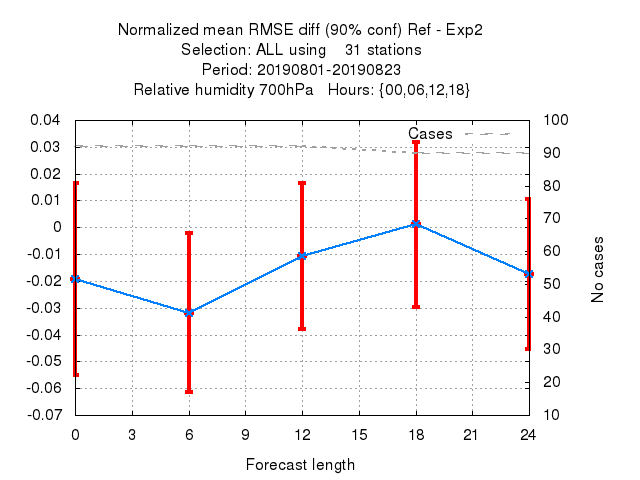 Normalized mean RMSE diff (90% conf) Ref - Exp2
Selection: ALL using    31 stations
Period: 20190801-20190823
Relative humidity 700hPa   Hours: {00,06,12,18}
Cases
0.04
0.03
0.02
0.01
0
-0.01
-0.02
-0.03
-0.04
-0.05
-0.06
-0.07
100
90
80
70
60
50
40
30
20
10
No cases
0 3 6 9 12 15 18 21 24
Forecast length